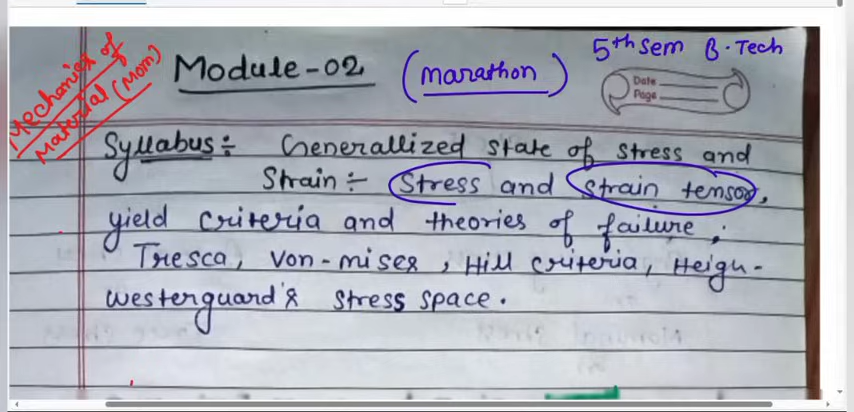 Mechanics of
Material (MOM)
Module-02 (marathon)
5th Sem B.Tech
Date
Page
Syllabus÷ Generallized state of stress and
Strain÷ Stress and strain tensor,
yield criteria and theories of failure ;
Tresca, Von-mises , Hill criteria, Heigh-
Westerguard's stress space.